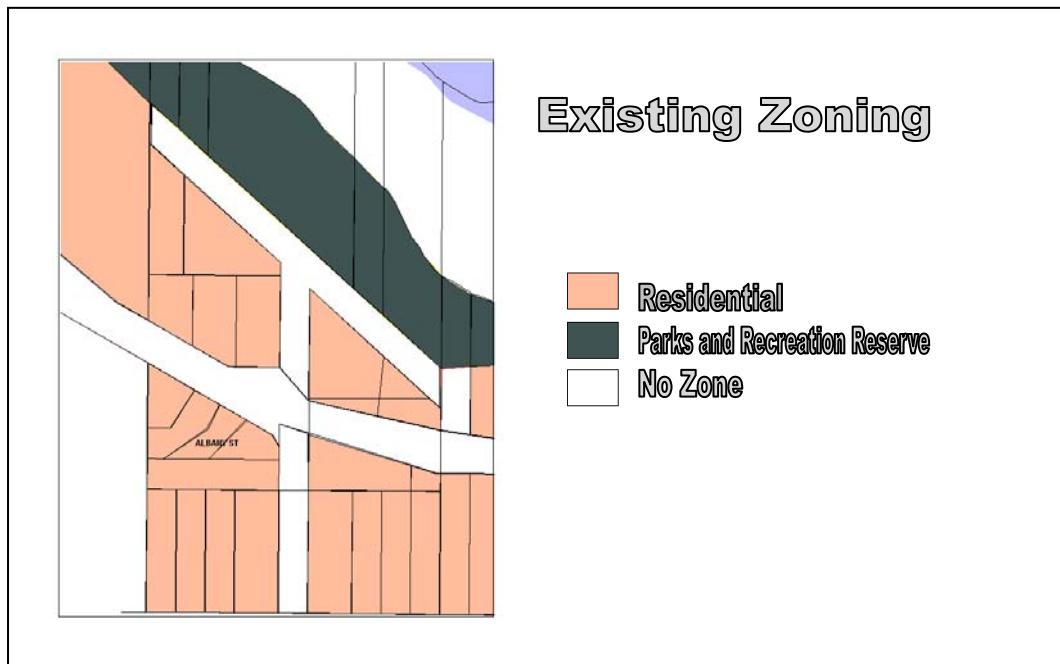 Existing Zoning
Residential
Parks and Recreation Reserve
No Zone
ALBANY ST